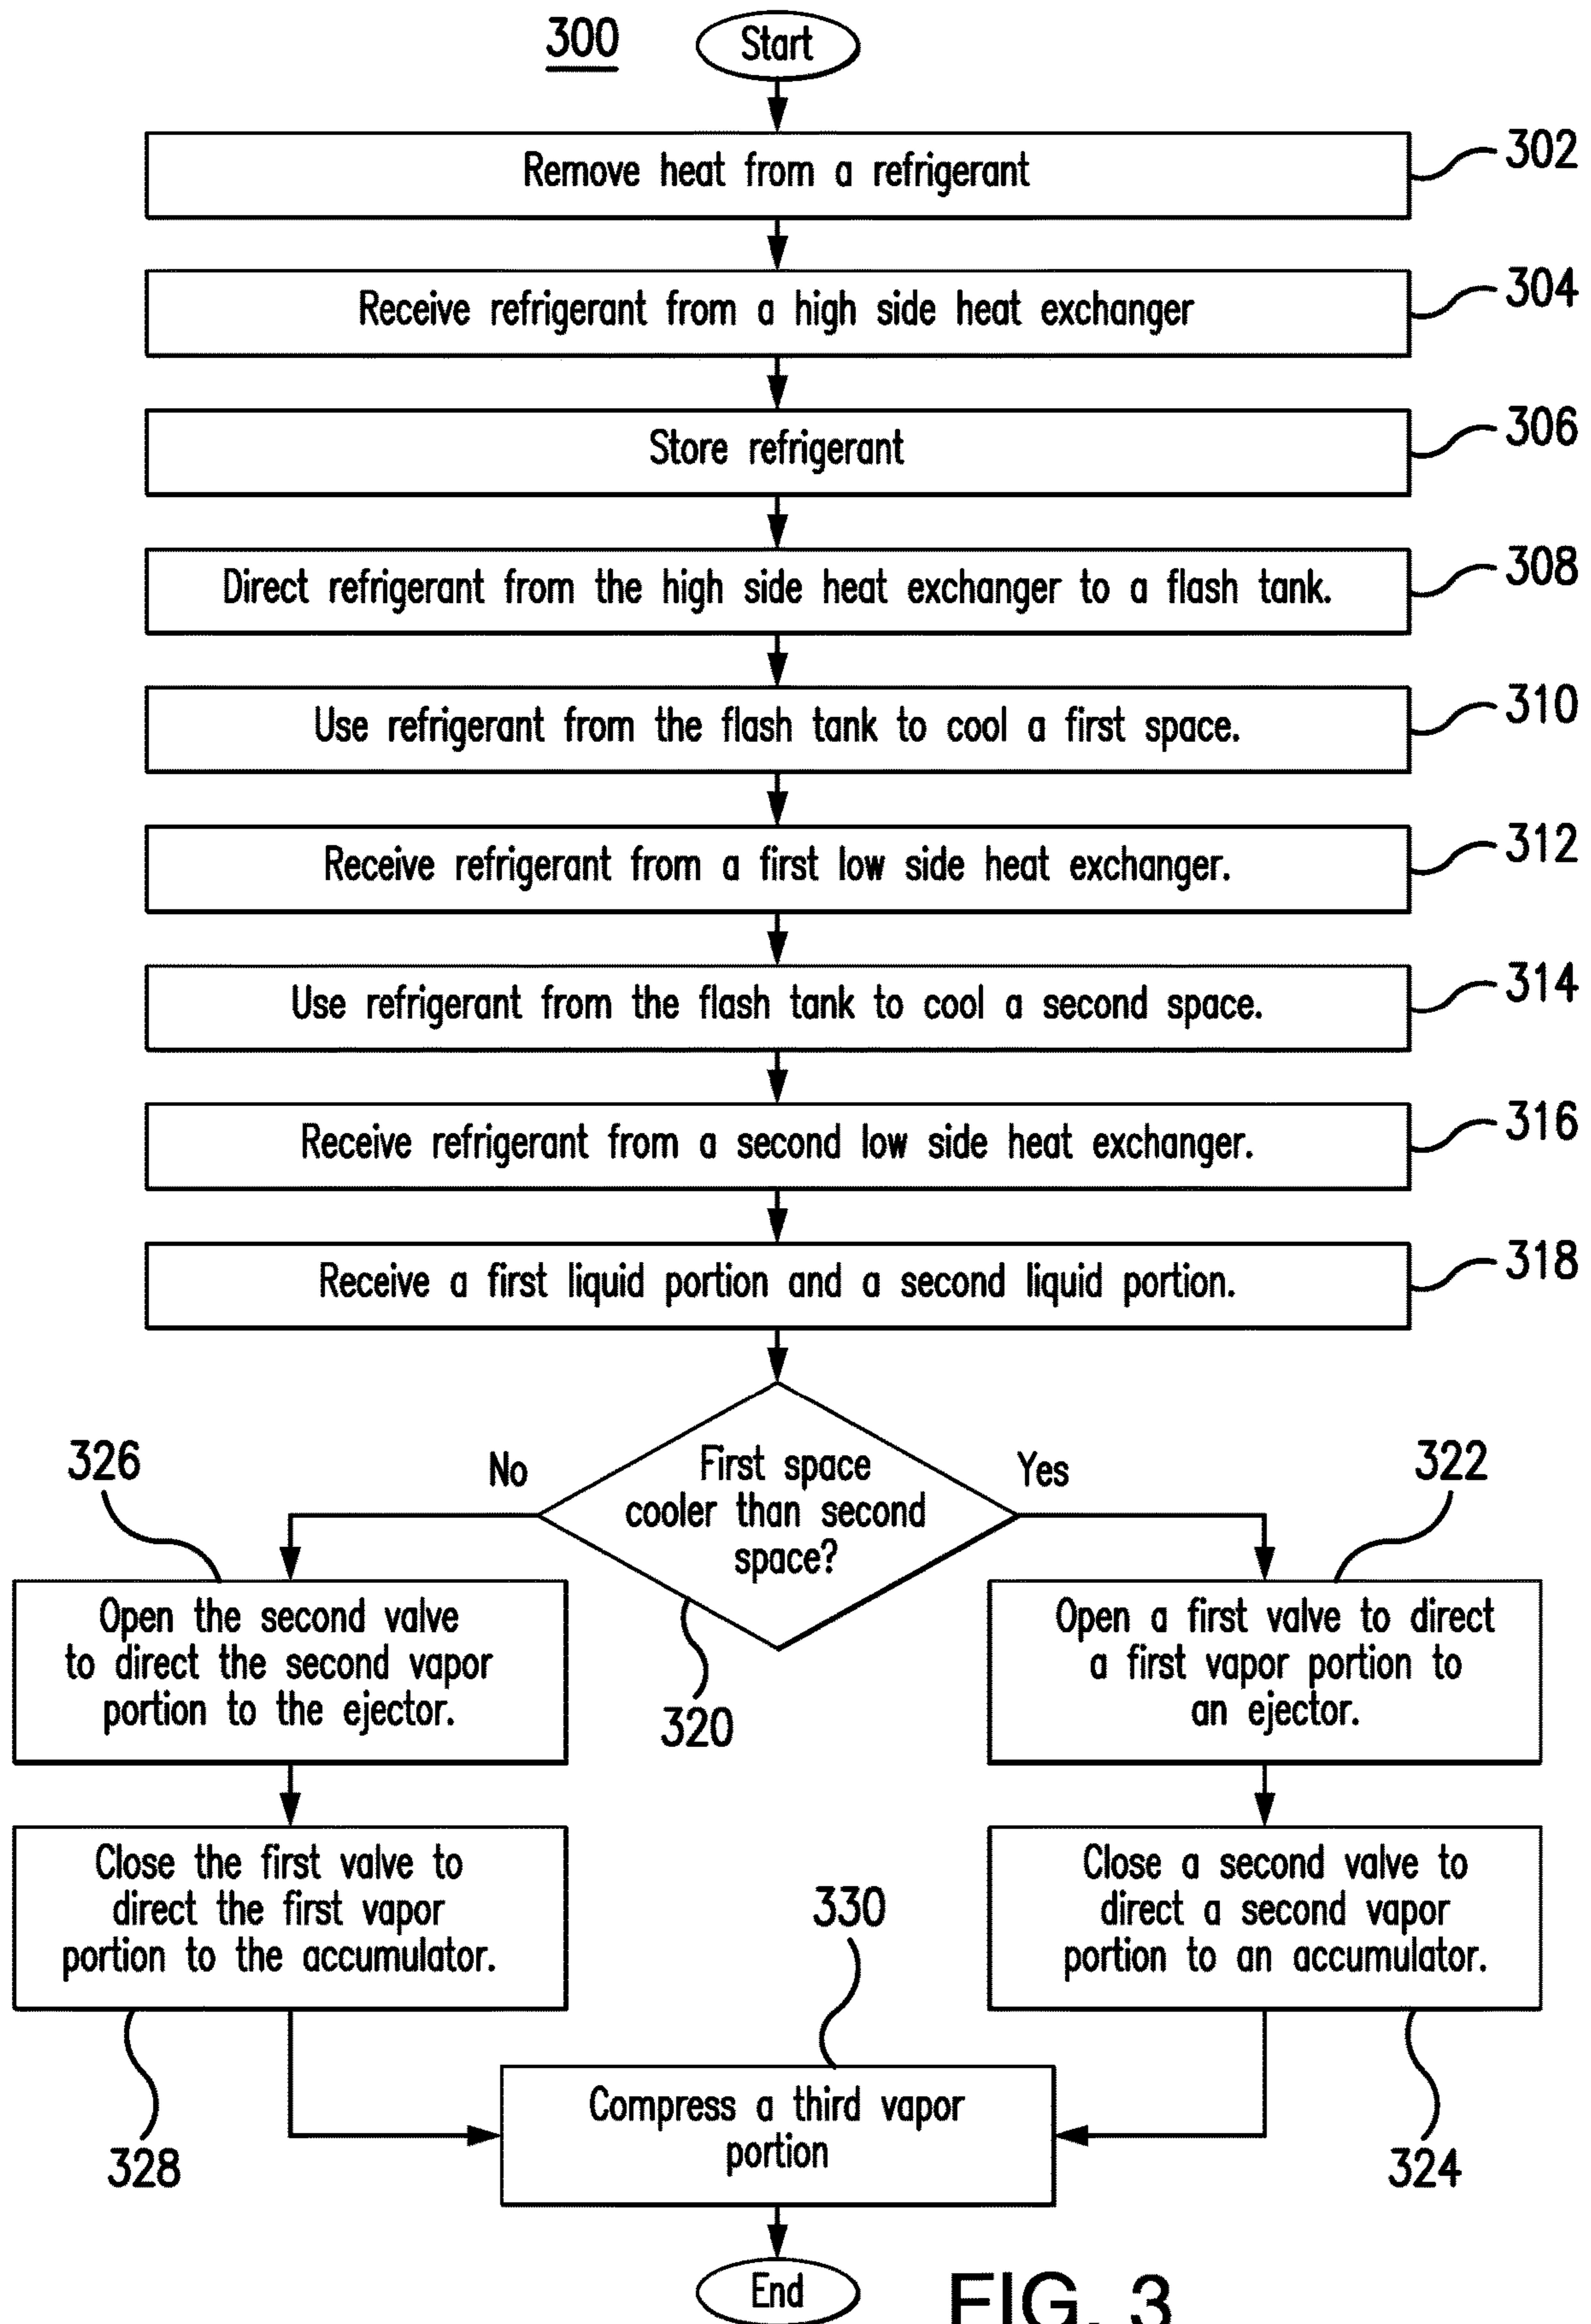 300
Start
Remove heat from a refrigerant
302
Receive refrigerant from a high side heat exchanger
304
Store refrigerant
306
Direct refrigerant from the high side heat exchanger to a flash tank.
308
Use refrigerant from the flash tank to cool a first space.
310
Receive refrigerant from a first low side heat exchanger.
312
Use refrigerant from the flash tank to cool a second space.
314
Receive refrigerant from a second low side heat exchanger.
316
Receive a first liquid portion and a second liquid portion.
318
First space
cooler than second
space?
320
No
Yes
326
Open the second valve
to direct the second vapor
portion to the ejector.
322
Open a first valve to direct
a first vapor portion to
an ejector.
Close the first valve to
direct the first vapor
portion to the accumulator.
328
Close a second valve to
direct a second vapor
portion to an accumulator.
324
330
Compress a third vapor
portion
End
FIG. 3